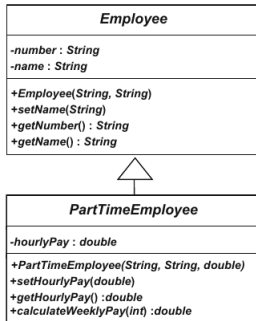 Employee
-number : String
-name : String
+Employee(String, String)
+setName(String)
+getNumber() : String
+getName() : String
PartTimeEmployee
-hourlyPay : double
+PartTimeEmployee(String, String, double)
+setHourlyPay(double)
+getHourlyPay() :double
+calculateWeeklyPay(int) :double